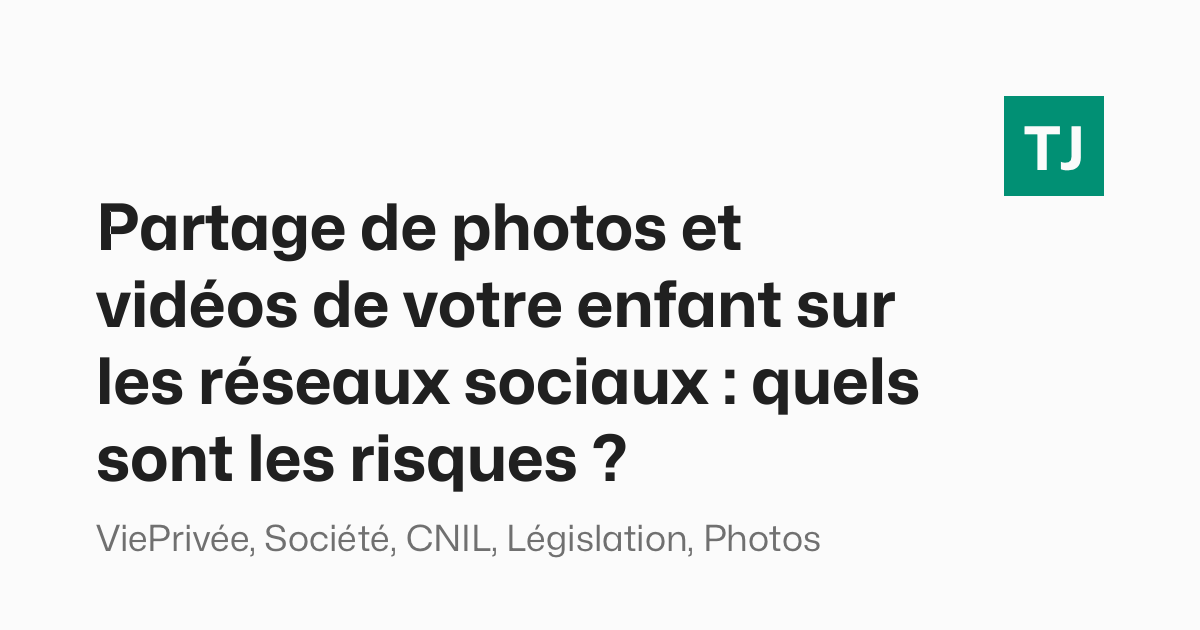 TJ
Partage de photos et
vidéos de votre enfant sur
les réseaux sociaux : quels
sont les risques ?
ViePrivée, Société, CNIL, Législation, Photos